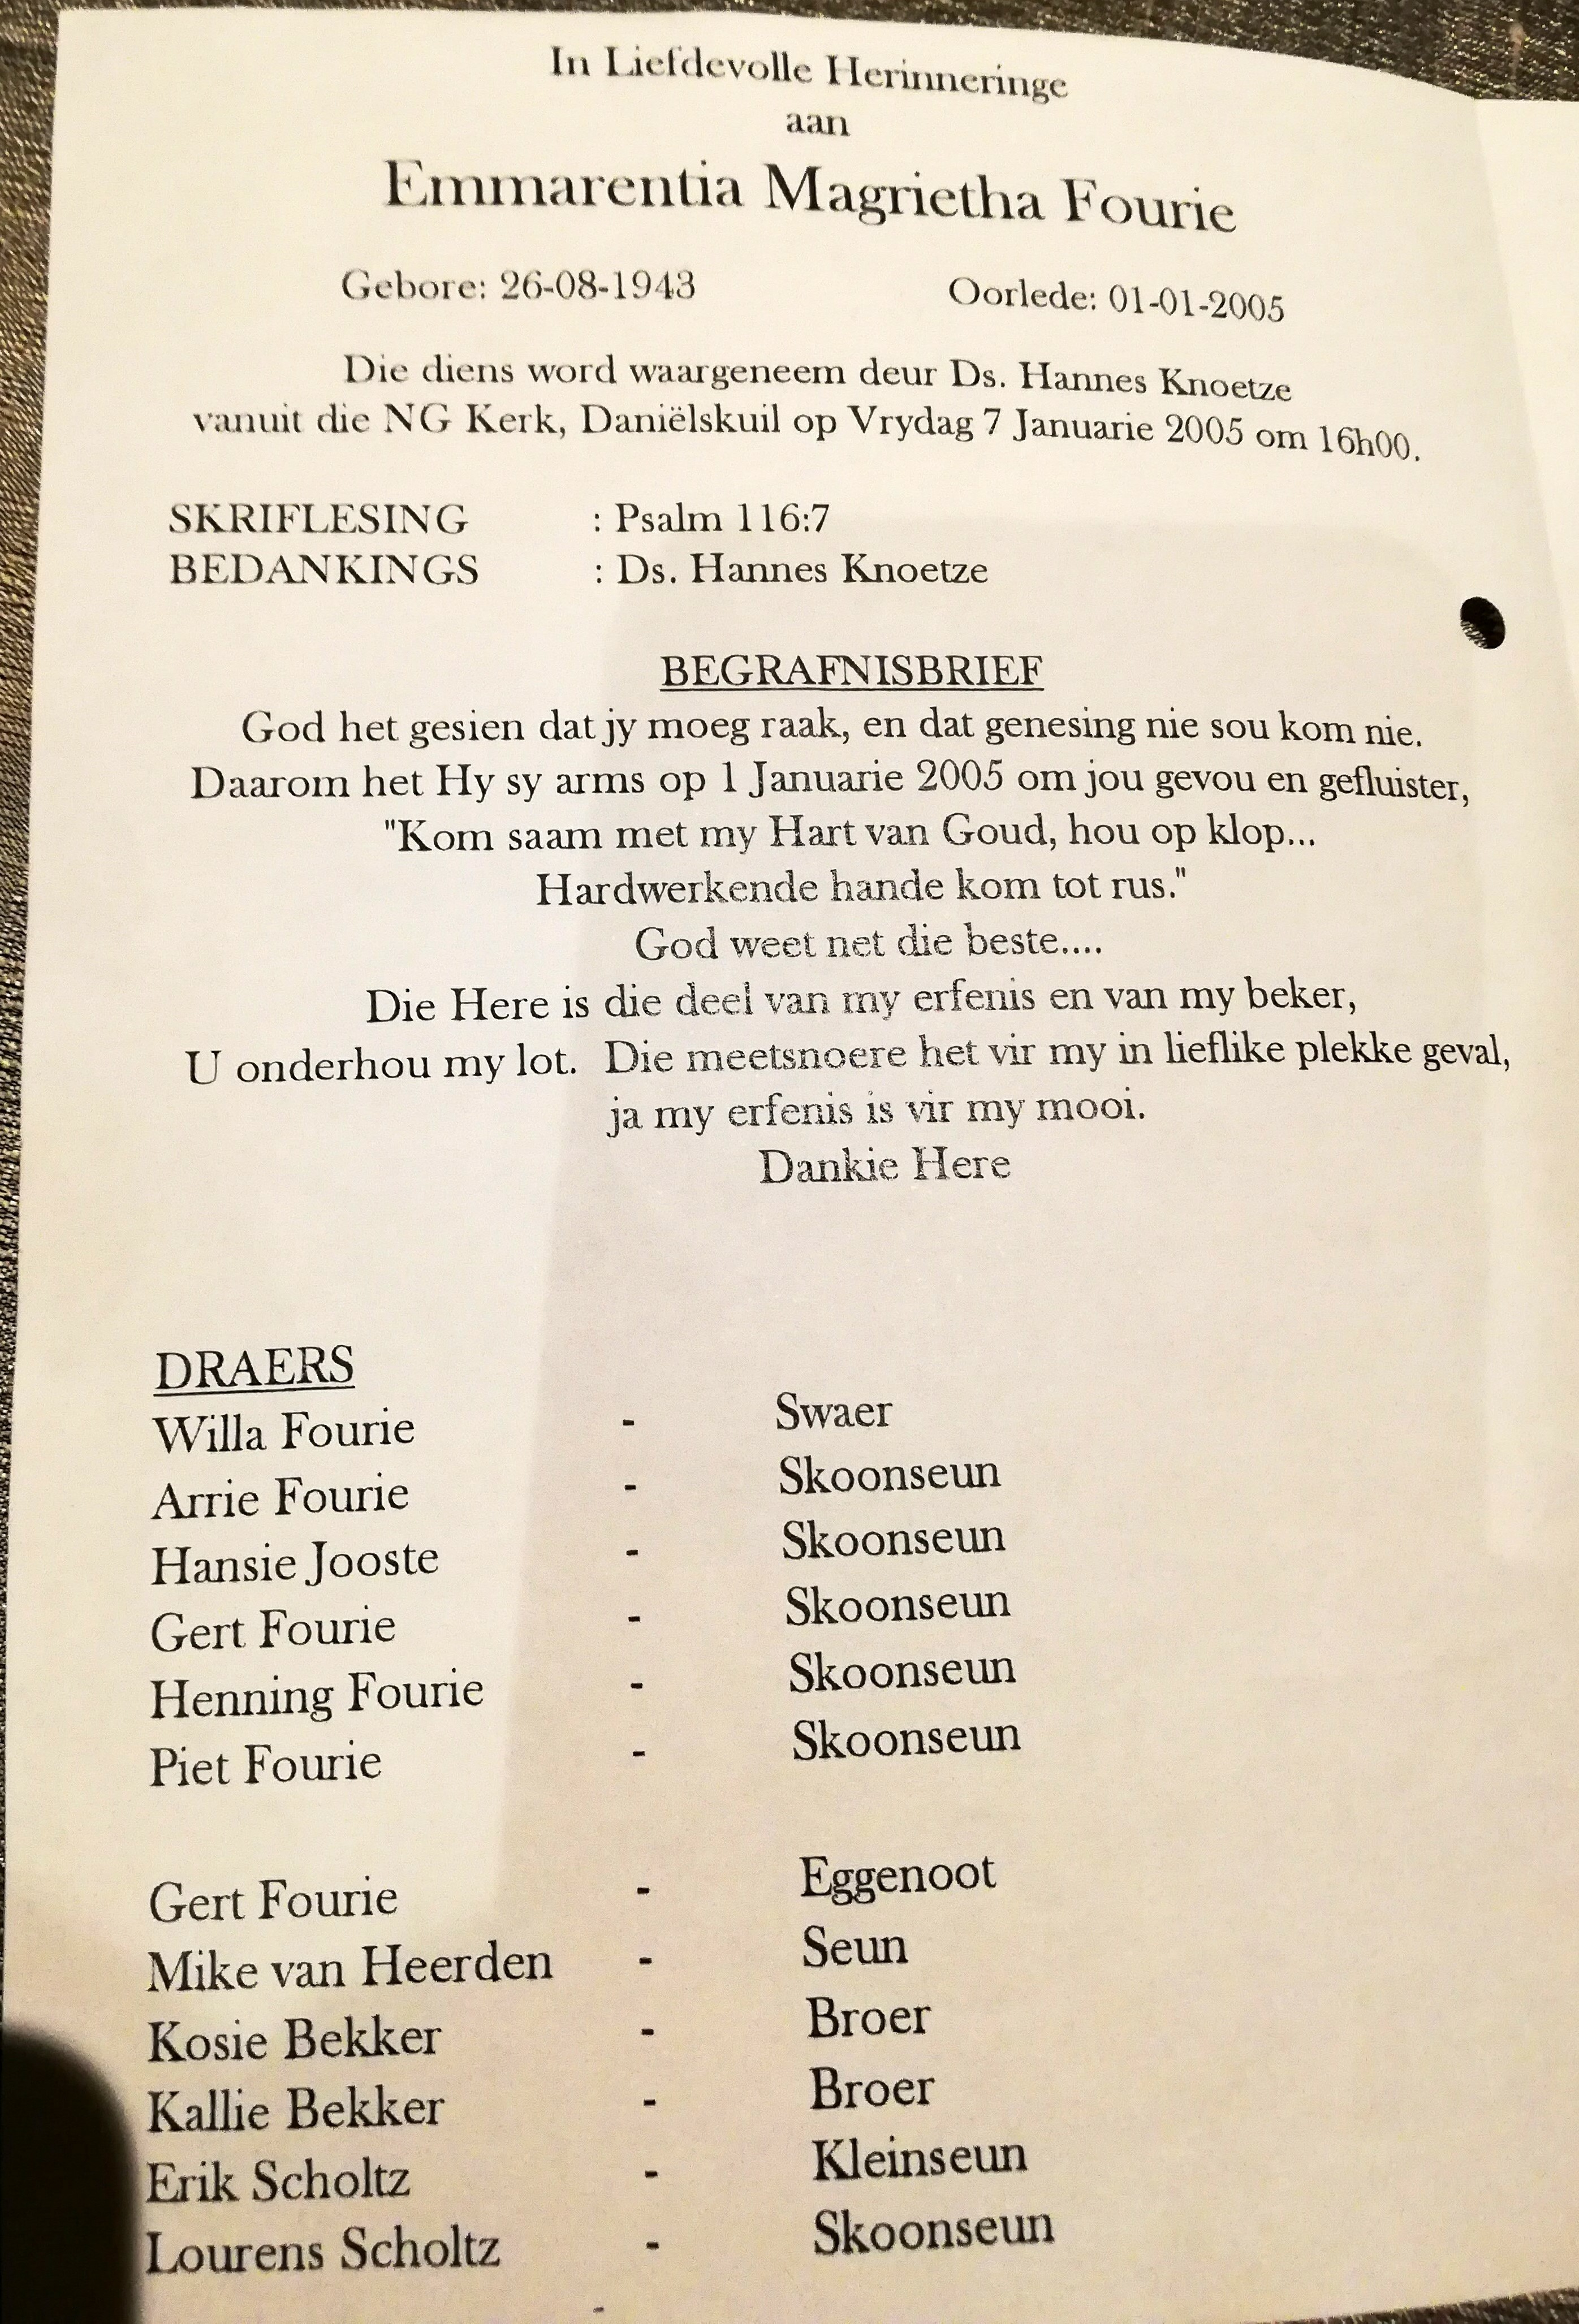 In Liefdevolle Herinneringe
aan
Emmarentia Magrietha Fourie
Gebore: 26-08-1943 Oorlede: 01-01-2005
Die diens word waargeneem deur Ds. Hannes Knoetze
vanuit die NG Kerk, Daniëlskuil op Vrydag 7 Januarie 2005 om 16h00.
SKRIFLESING : Psalm 116:7
BEDANKINGS : Ds. Hannes Knoetze
BEGRAFNISBRIEF
God het gesien dat jy moeg raak, en dat genesing nie sou kom nie.
Daarom het Hy sy arms op 1 Januarie 2005 om jou gevou en gefluister,
"Kom saam met my Hart van Goud, hou op klop...
Hardwerkende hande kom tot rus."
God weet net die beste....
Die Here is die deel van my erfenis en van my beker,
U onderhou my lot. Die meetsnoere het vir my in lieflike plekke geval,
ja my erfenis is vir my mooi.
Dankie Here
DRAERS
Willa Fourie - Swaer
Arrie Fourie - Skoonseun
Hansie Jooste - Skoonseun
Gert Fourie - Skoonseun
Henning Fourie - Skoonseun
Piet Fourie - Skoonseun
Gert Fourie - Eggenoot
Mike van Heerden - Seun
Kosie Bekker - Broer
Kallie Bekker - Broer
Erik Scholtz - Kleinseun
Lourens Scholtz - Skoonseun
-